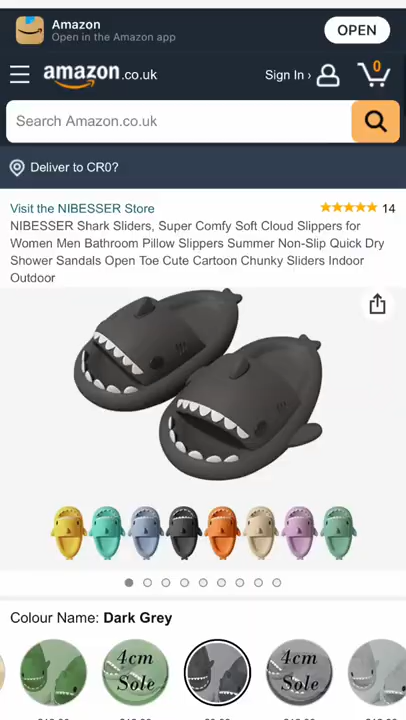 Amazon
Open in the Amazon app
OPEN
amazon.co.uk
Sign In ›
0
Search Amazon.co.uk
Deliver to CR0?
Visit the NIBESSER Store
14
NIBESSER Shark Sliders, Super Comfy Soft Cloud Slippers for
Women Men Bathroom Pillow Slippers Summer Non-Slip Quick Dry
Shower Sandals Open Toe Cute Cartoon Chunky Sliders Indoor
Outdoor
Colour Name: Dark Grey
4cm
Sole
4cm
Sole